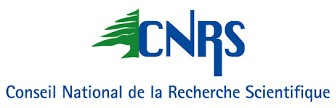 CNRS
Conseil National de la Recherche Scientifique